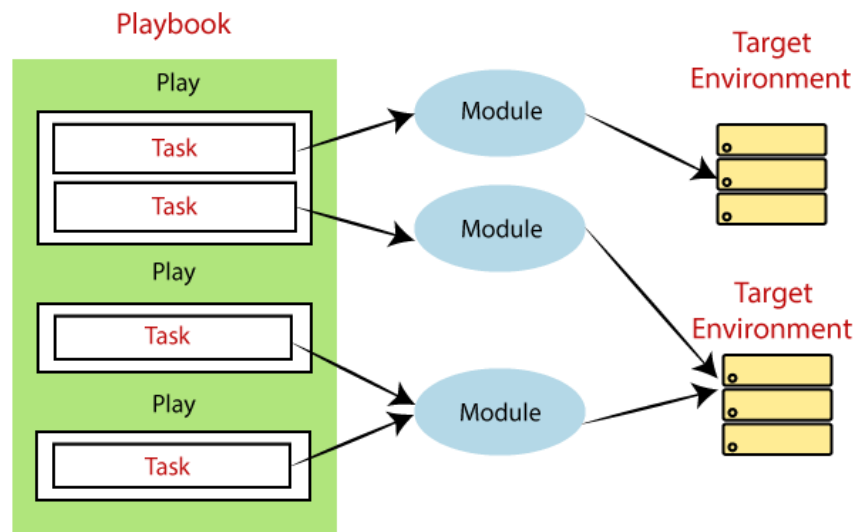 Playbook
Play
Task
Task
Play
Task
Play
Task
Module
Module
Module
Target
Environment
Target
Environment